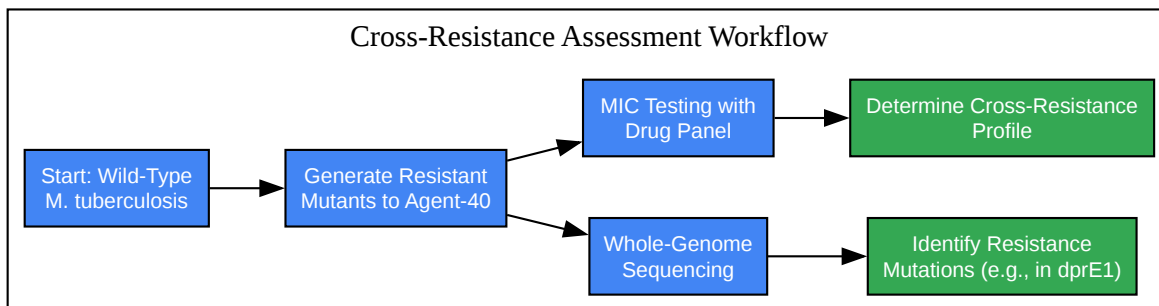 Cross-Resistance Assessment Workflow
Start: Wild-Type
M. tuberculosis
Generate Resistant
Mutants to Agent-40
MIC Testing with
Drug Panel
Determine Cross-Resistance
Profile
Whole-Genome
Sequencing
Identify Resistance
Mutations (e.g., in dprE1)